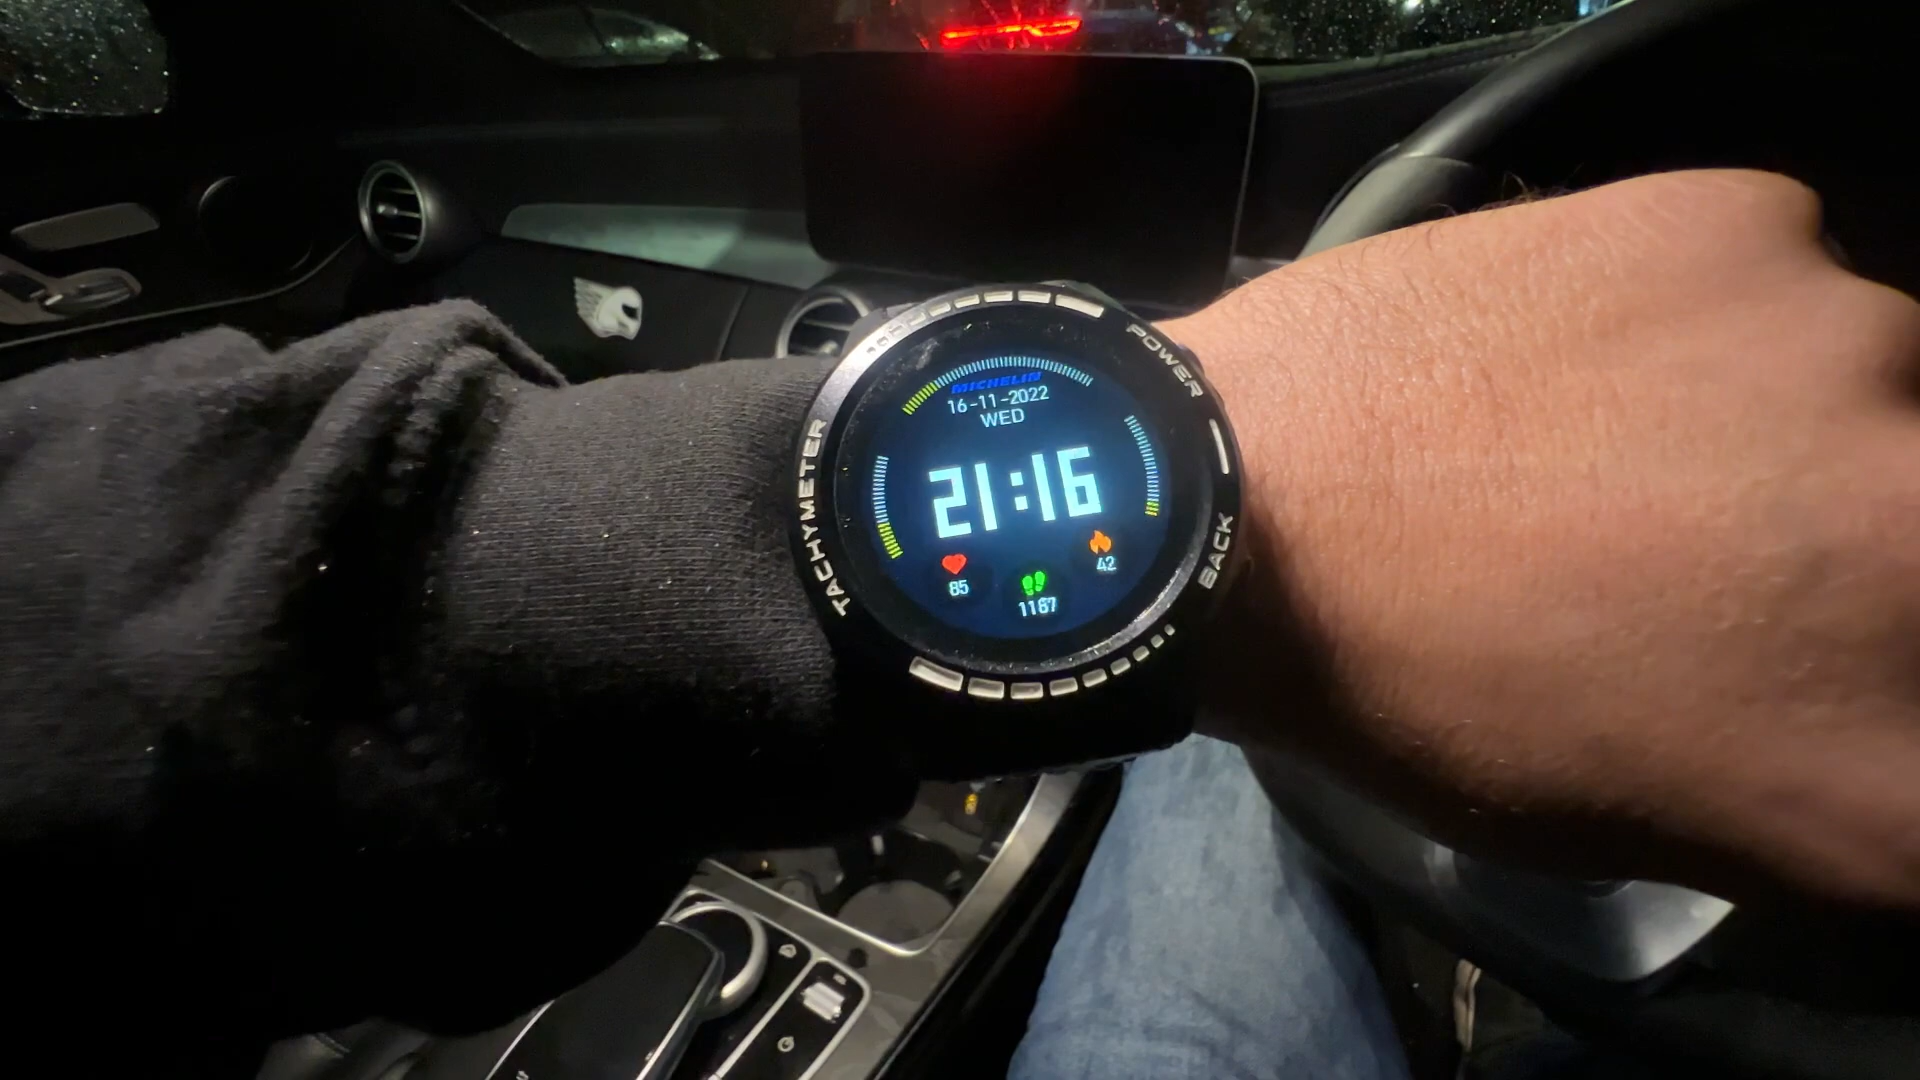 POWER
MICHELIN
16-11-2022
WED
TACHYMETER
21:16
BACK
85
42
1167